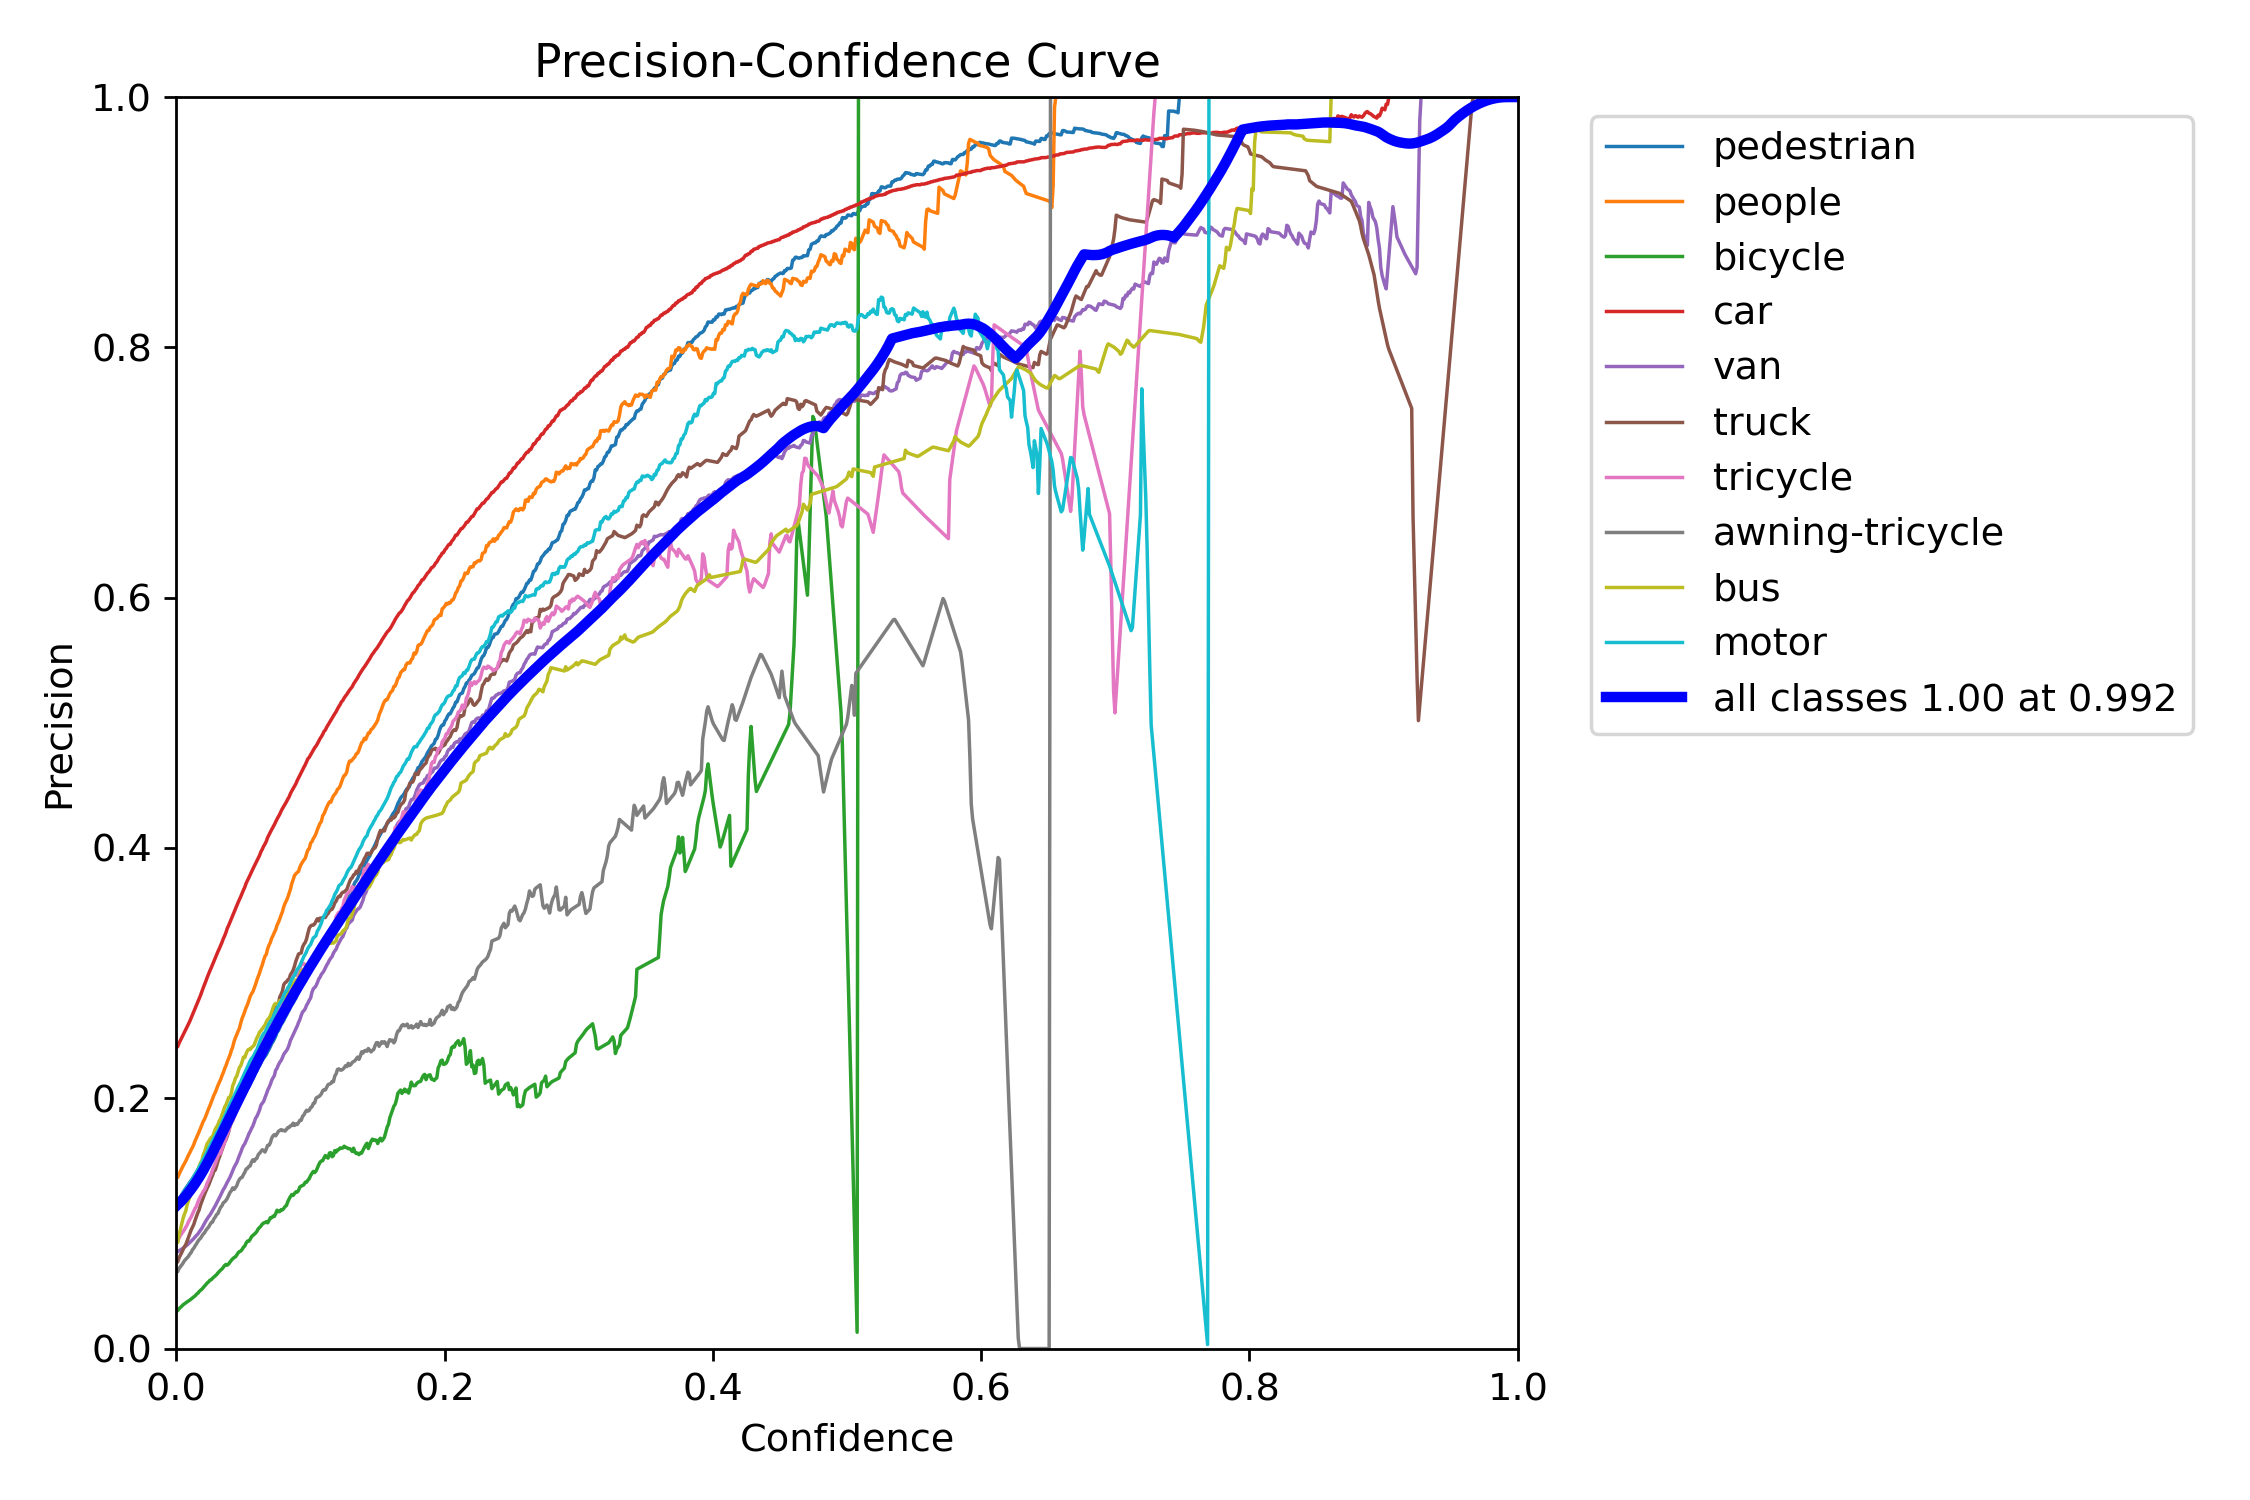 Precision-Confidence Curve
1.0
0.8
0.6
0.4
0.2
0.0
Precision
0.0 0.2 0.4 0.6 0.8 1.0
Confidence
pedestrian
people
bicycle
car
van
truck
tricycle
awning-tricycle
bus
motor
all classes 1.00 at 0.992